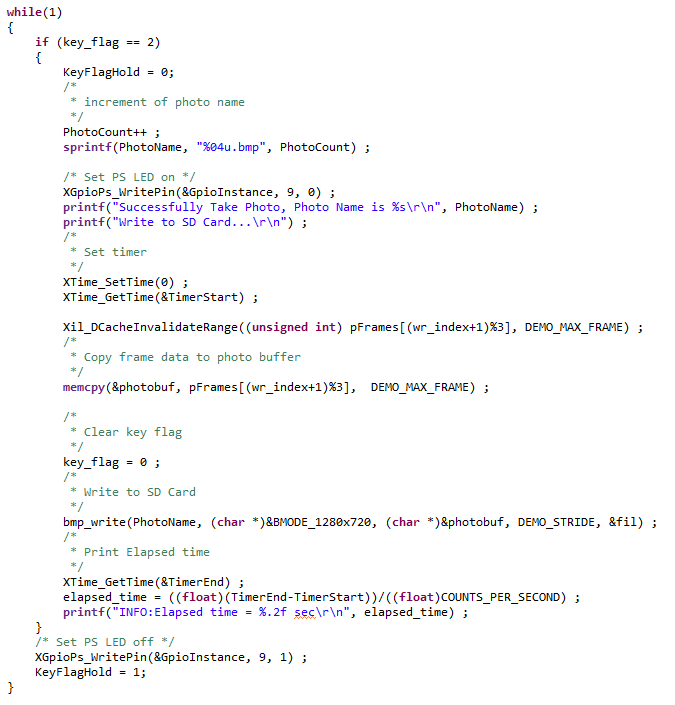 while(1)
{
    if (key_flag == 2)
    {
        KeyFlagHold = 0;
        /*
         * increment of photo name
         */
        PhotoCount++ ;
        sprintf(PhotoName, "%04u.bmp", PhotoCount) ;

        /* Set PS LED on */
        XGpioPs_WritePin(&GpioInstance, 9, 0) ;
        printf("Successfully Take Photo, Photo Name is %s\r\n", PhotoName) ;
        printf("Write to SD Card...\r\n") ;
        /*
         * Set timer
         */
        XTime_SetTime(0) ;
        XTime_GetTime(&TimerStart) ;

        Xil_DCacheInvalidateRange((unsigned int) pFrames[(wr_index+1)%3], DEMO_MAX_FRAME) ;
        /*
         * Copy frame data to photo buffer
         */
        memcpy(&photobuf, pFrames[(wr_index+1)%3],  DEMO_MAX_FRAME) ;

        /*
         * Clear key flag
         */
        key_flag = 0 ;
        /*
         * Write to SD Card
         */
        bmp_write(PhotoName, (char *)&BMODE_1280x720, (char *)&photobuf, DEMO_STRIDE, &fil) ;
        /*
         * Print Elapsed time
         */
        XTime_GetTime(&TimerEnd) ;
        elapsed_time = ((float)(TimerEnd-TimerStart))/((float)COUNTS_PER_SECOND) ;
        printf("INFO:Elapsed time = %.2f sec\r\n", elapsed_time) ;
    }
    /* Set PS LED off */
    XGpioPs_WritePin(&GpioInstance, 9, 1) ;
    KeyFlagHold = 1;
}